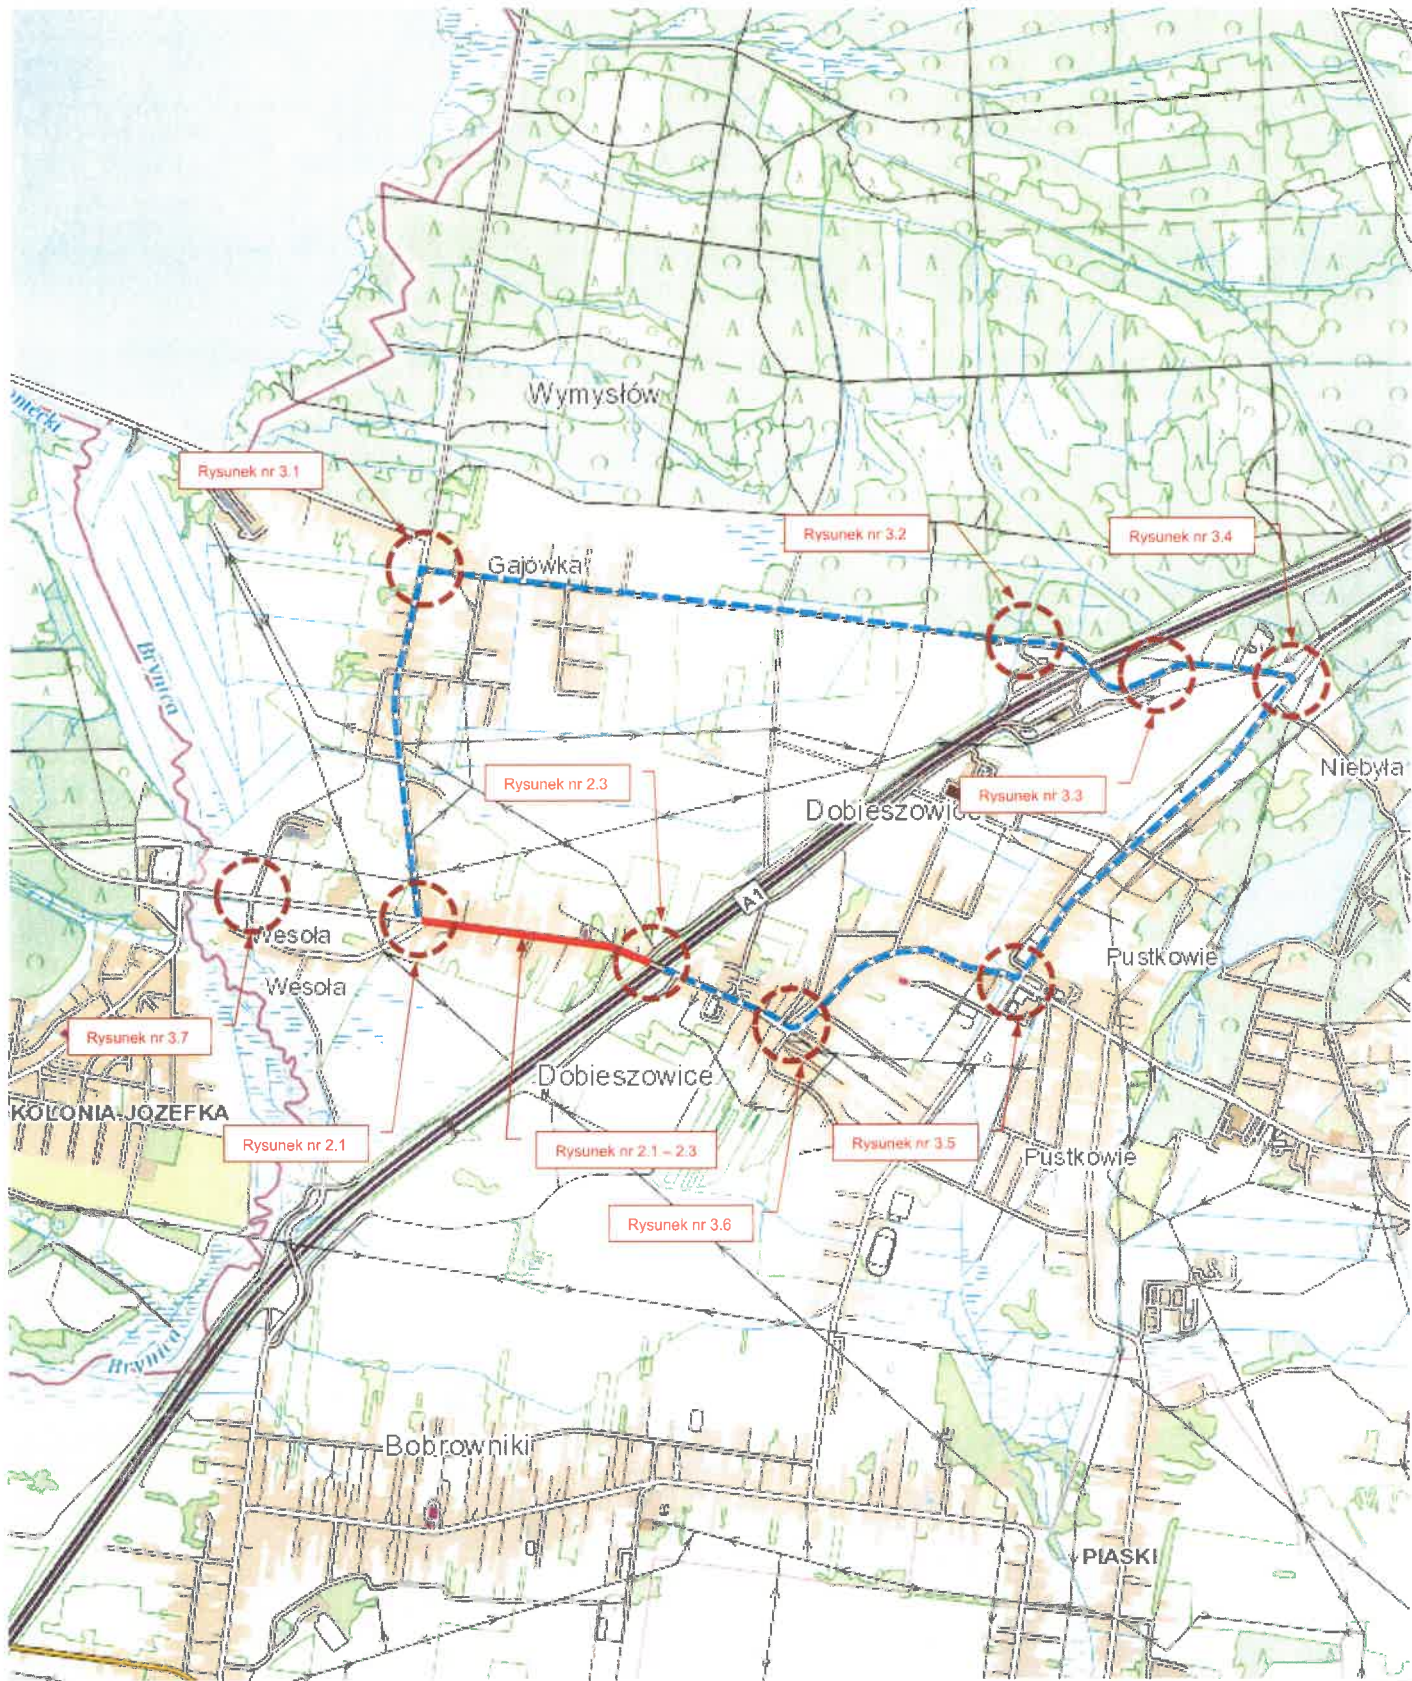 Wymysłów
Rysunek nr 3.1
Rysunek nr 3.2
Rysunek nr 3.4
Gajówka
Brynica
Niebyła
Rysunek nr 2.3
Rysunek nr 3.3
Dobieszowice
A1
Wesoła
Pustkowie
Wesoła
Rysunek nr 3.7
Dobieszowice
KOLONIA-JÓZEFKA
Rysunek nr 2.1
Rysunek nr 2.1 – 2.3
Rysunek nr 3.5
Pustkowie
Rysunek nr 3.6
Brynica
Bobrowniki
PIASKI